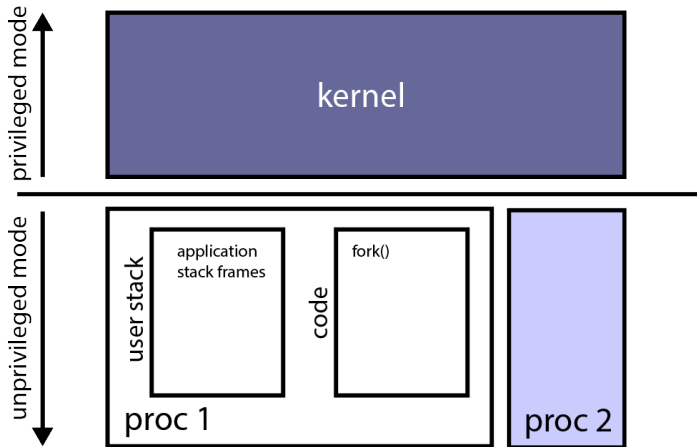 privileged mode
kernel
unprivileged mode
user stack
application
stack frames
code
fork()
proc 1
proc 2